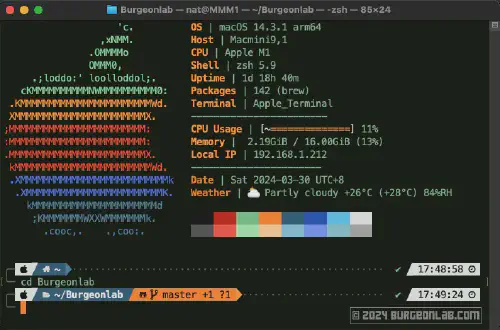 Burgeonlab — nat@MMM1 — ~/Burgeonlab — -zsh — 85×24
'c.
,xNMM.
.OMMMMo
OMMM0,
.;loddo:' loolloddol;.
cKMMMMMMMMMMNWMMMMMMMMMM0:
.KMMMMMMMMMMMMMMMMMMMMMMMWd.
XMMMMMMMMMMMMMMMMMMMMMMMX.
;MMMMMMMMMMMMMMMMMMMMMMMM:
:MMMMMMMMMMMMMMMMMMMMMMMM:
.MMMMMMMMMMMMMMMMMMMMMMMMX.
kMMMMMMMMMMMMMMMMMMMMMMMMWd.
.XMMMMMMMMMMMMMMMMMMMMMMMMMMk
.XMMMMMMMMMMMMMMMMMMMMMMMMK.
kMMMMMMMMMMMMMMMMMMMMMMd
;KMMMMMMMWXXWMMMMMMMk.
.cooc,. .,coo:.
OS | macOS 14.3.1 arm64
Host | Macmini9,1
CPU | Apple M1
Shell | zsh 5.9
Uptime | 1d 18h 40m
Packages | 142 (brew)
Terminal | Apple_Terminal
CPU Usage | [~==============] 11%
Memory | 2.19GiB / 16.00GiB (13%)
Local IP | 192.168.1.212
Date | Sat 2024-03-30 UTC+8
Weather | ⛅ Partly cloudy +26°C (+28°C) 84%RH
~ ✔ 17:48:58
cd Burgeonlab
~/Burgeonlab master +1 ?1 ✔ 17:49:24
© 2024 BURGEONLAB.COM